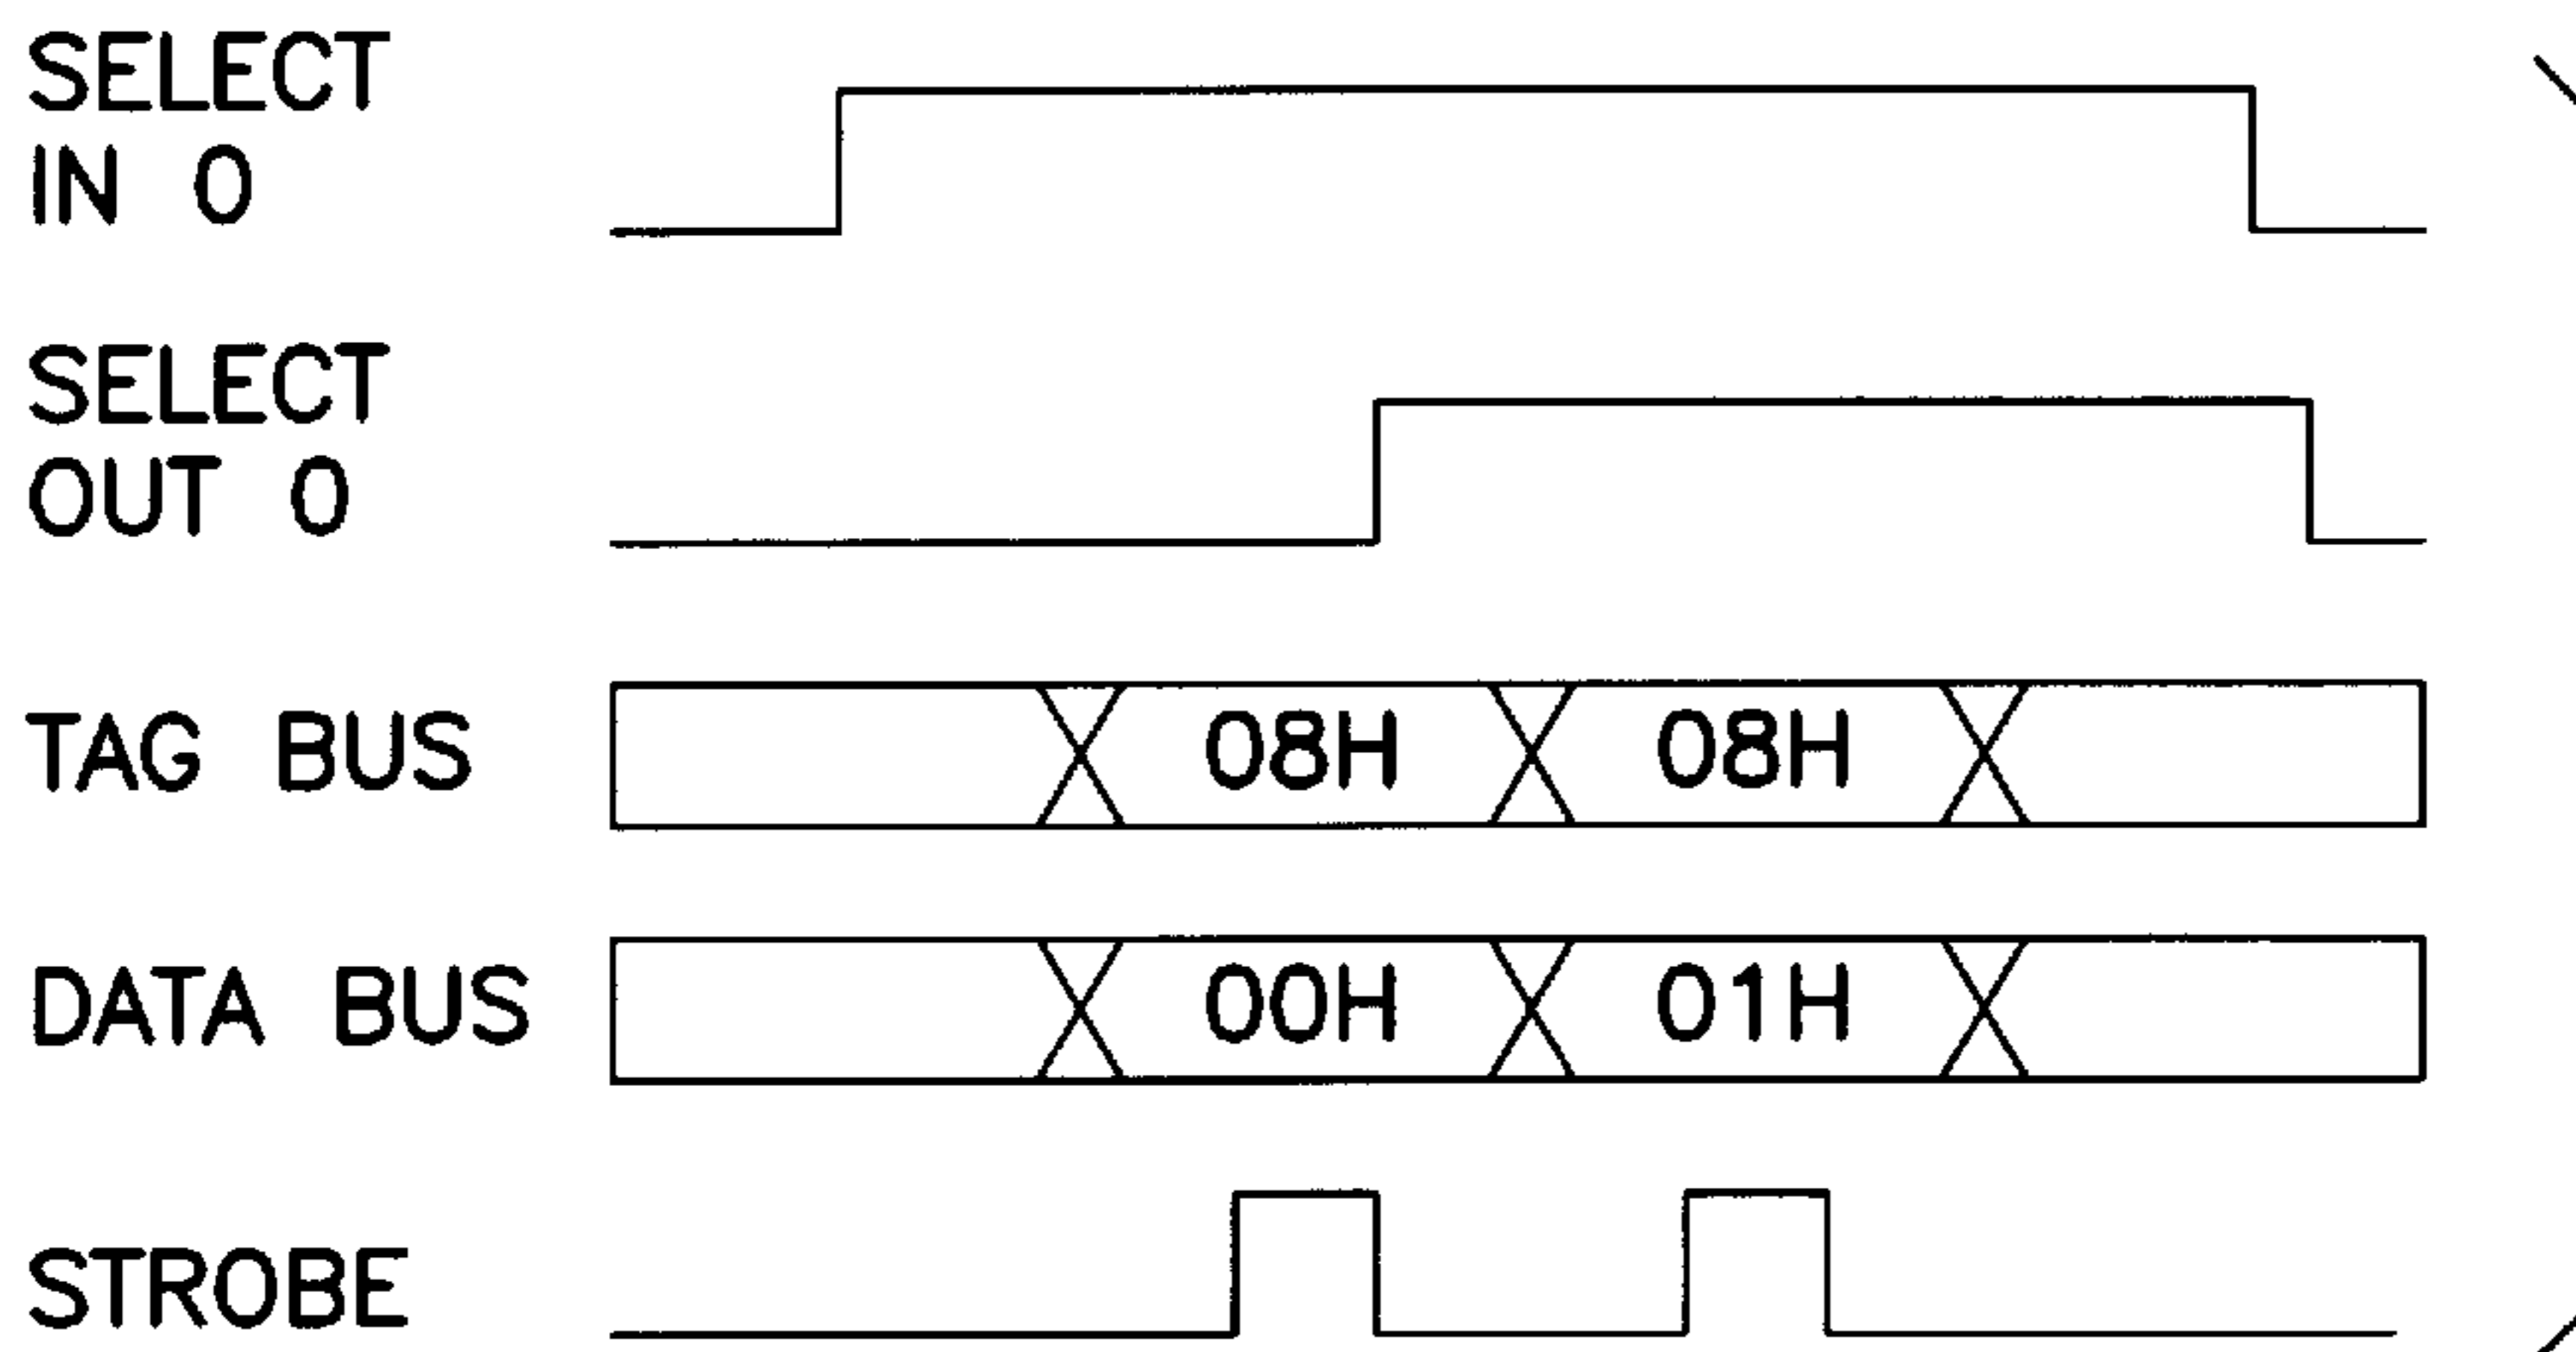 SELECT
IN 0
SELECT
OUT 0
TAG BUS 08H 08H
DATA BUS 00H 01H
STROBE